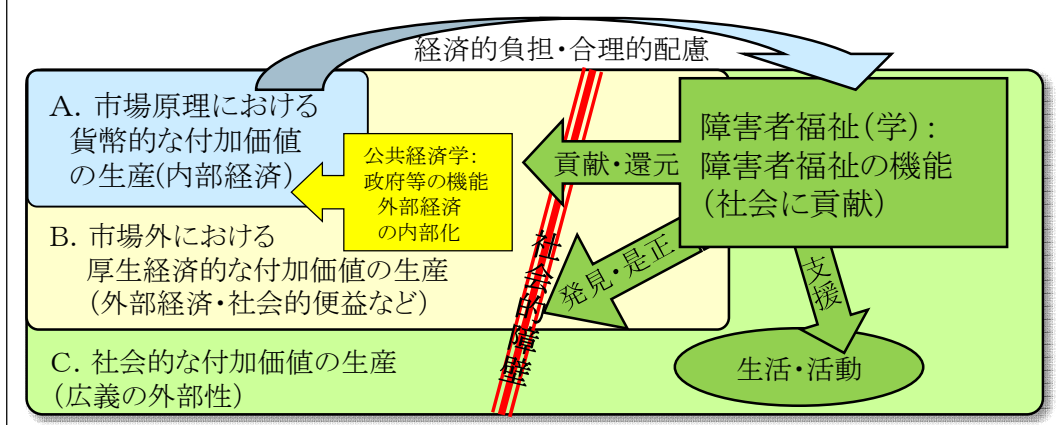 経済的負担・合理的配慮
A. 市場原理における
貨幣的な付加価値
の生産(内部経済)
公共経済学:
政府等の機能
外部経済
の内部化
貢献・還元
障害者福祉(学):
障害者福祉の機能
(社会に貢献)
B. 市場外における
厚生経済的な付加価値の生産
(外部経済・社会的便益など)
社会的障壁
発見・是正
支援
C. 社会的な付加価値の生産
(広義の外部性)
生活・活動